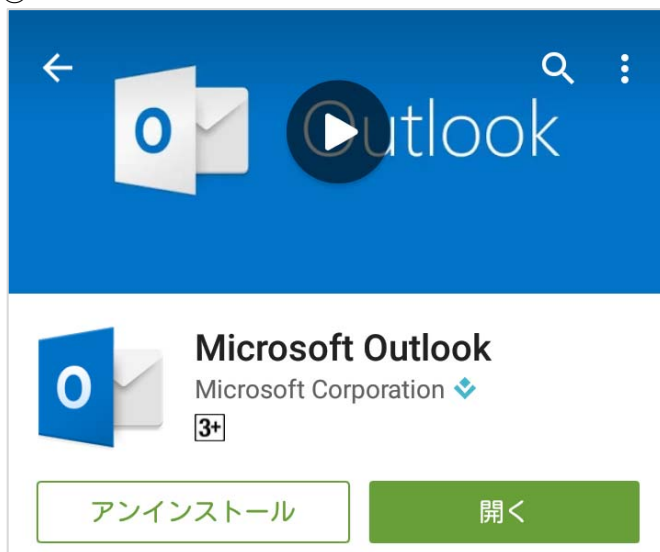 Outlook
Microsoft Outlook
Microsoft Corporation
3+
アンインストール
開く